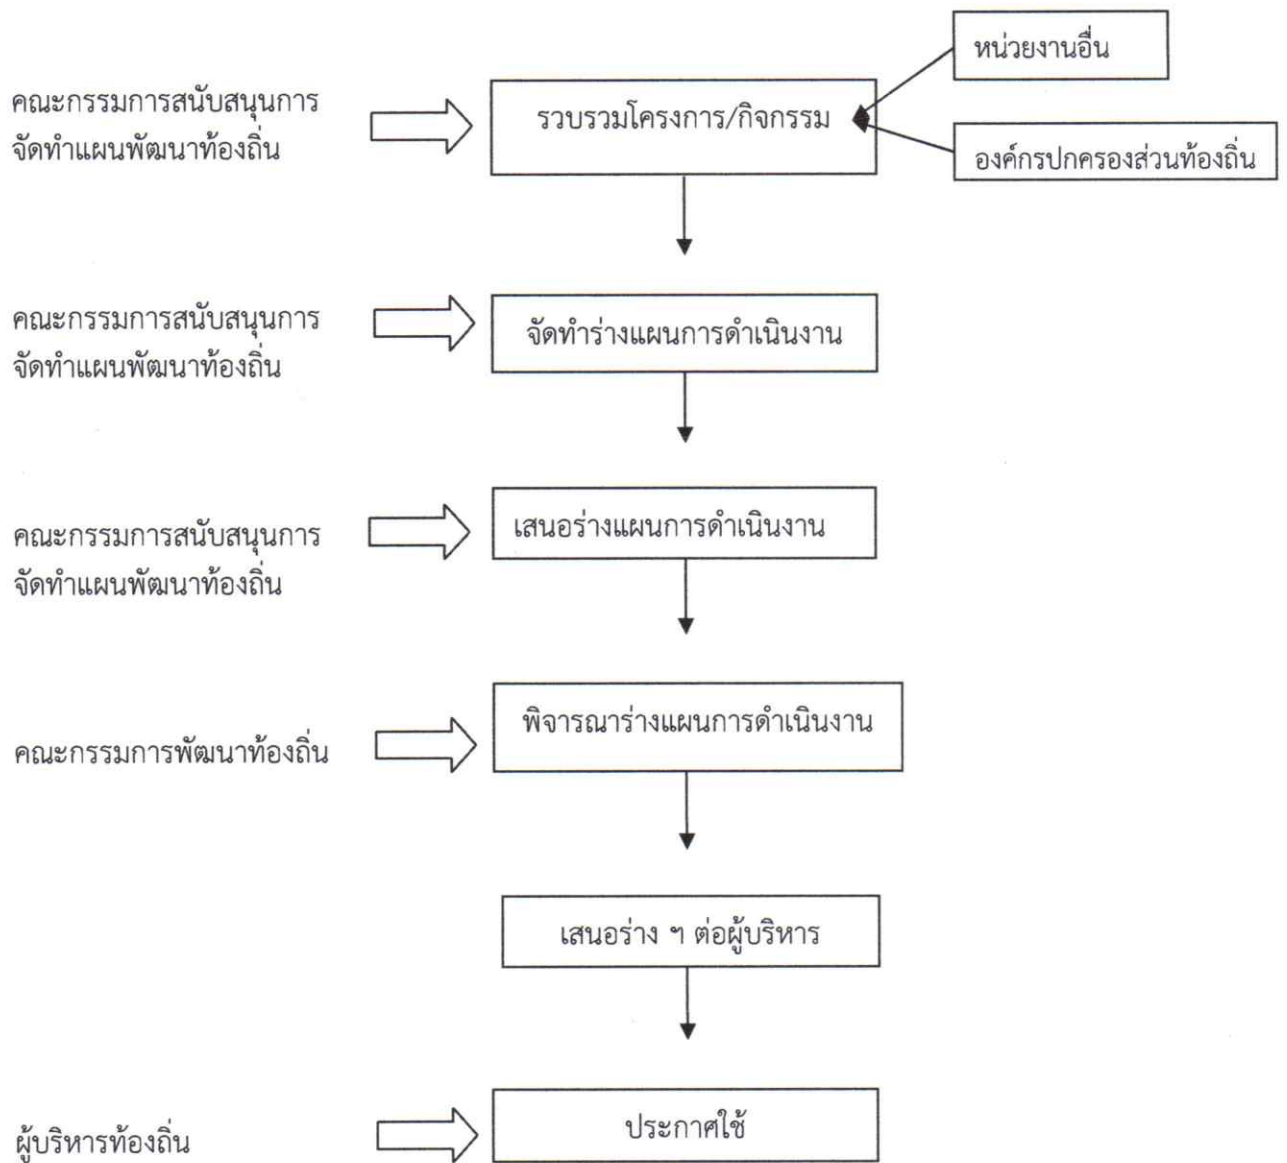 หน่วยงานอื่น
คณะกรรมการสนับสนุนการ
จัดทำแผนพัฒนาท้องถิ่น
รวบรวมโครงการ/กิจกรรม
องค์กรปกครองส่วนท้องถิ่น
คณะกรรมการสนับสนุนการ
จัดทำแผนพัฒนาท้องถิ่น
จัดทำร่างแผนการดำเนินงาน
คณะกรรมการสนับสนุนการ
จัดทำแผนพัฒนาท้องถิ่น
เสนอร่างแผนการดำเนินงาน
คณะกรรมการพัฒนาท้องถิ่น
พิจารณาร่างแผนการดำเนินงาน
เสนอร่าง ฯ ต่อผู้บริหาร
ผู้บริหารท้องถิ่น
ประกาศใช้